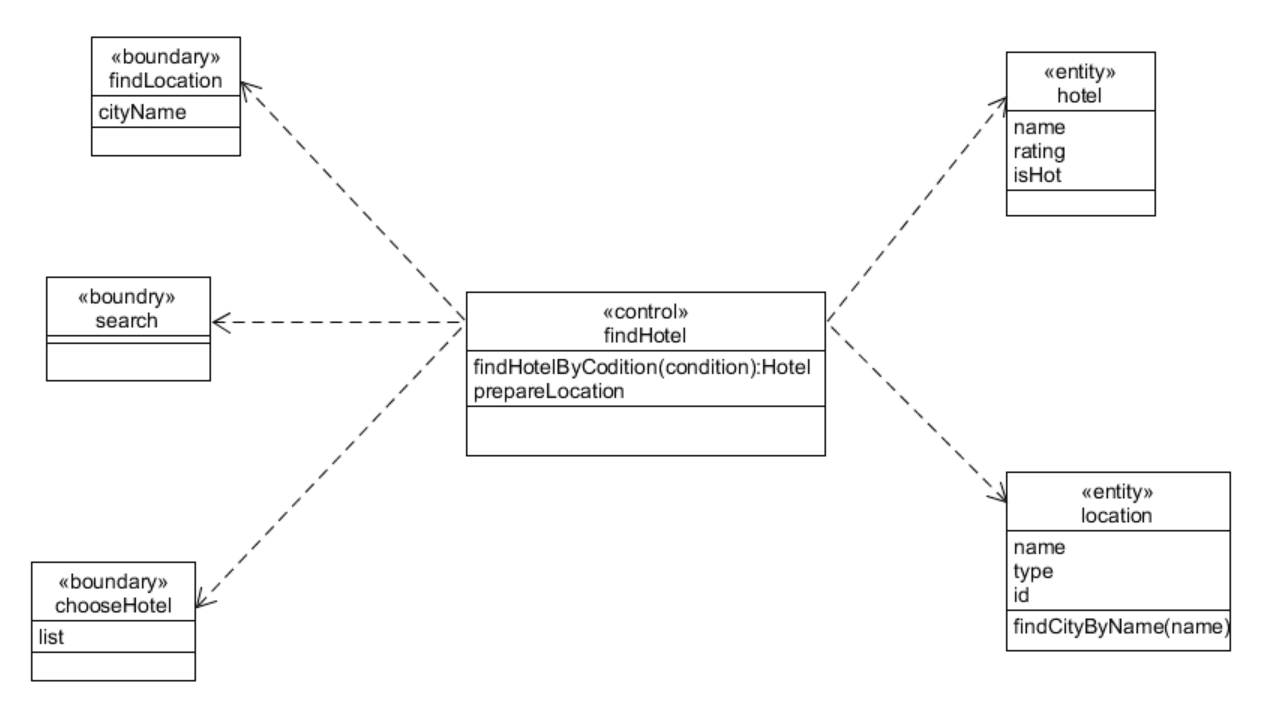 «boundary»
findLocation
cityName
«boundry»
search
«boundary»
chooseHotel
list
«control»
findHotel
findHotelByCodition(condition):Hotel
prepareLocation
«entity»
hotel
name
rating
isHot
«entity»
location
name
type
id
findCityByName(name)